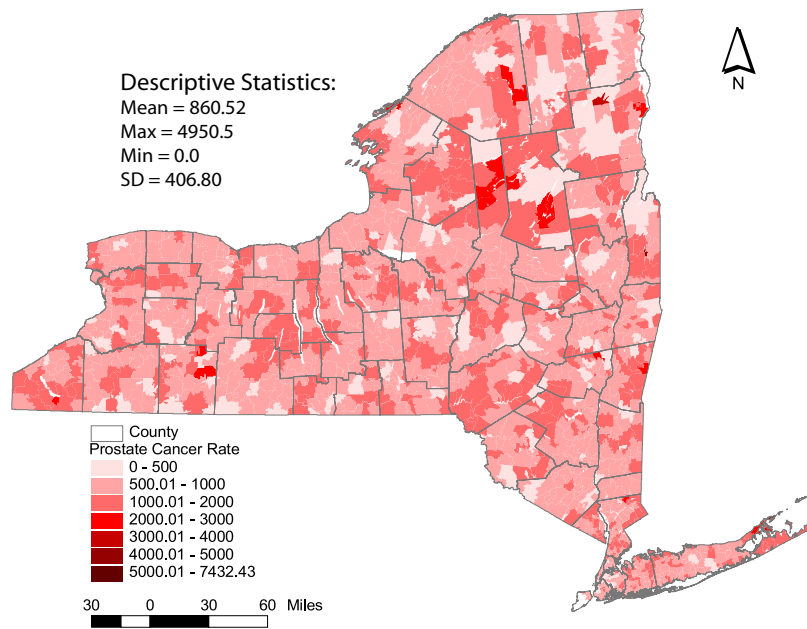 Descriptive Statistics:
Mean = 860.52
Max = 4950.5
Min = 0.0
SD = 406.80
N
County
Prostate Cancer Rate
0 - 500
500.01 - 1000
1000.01 - 2000
2000.01 - 3000
3000.01 - 4000
4000.01 - 5000
5000.01 - 7432.43
30 0 30 60 Miles